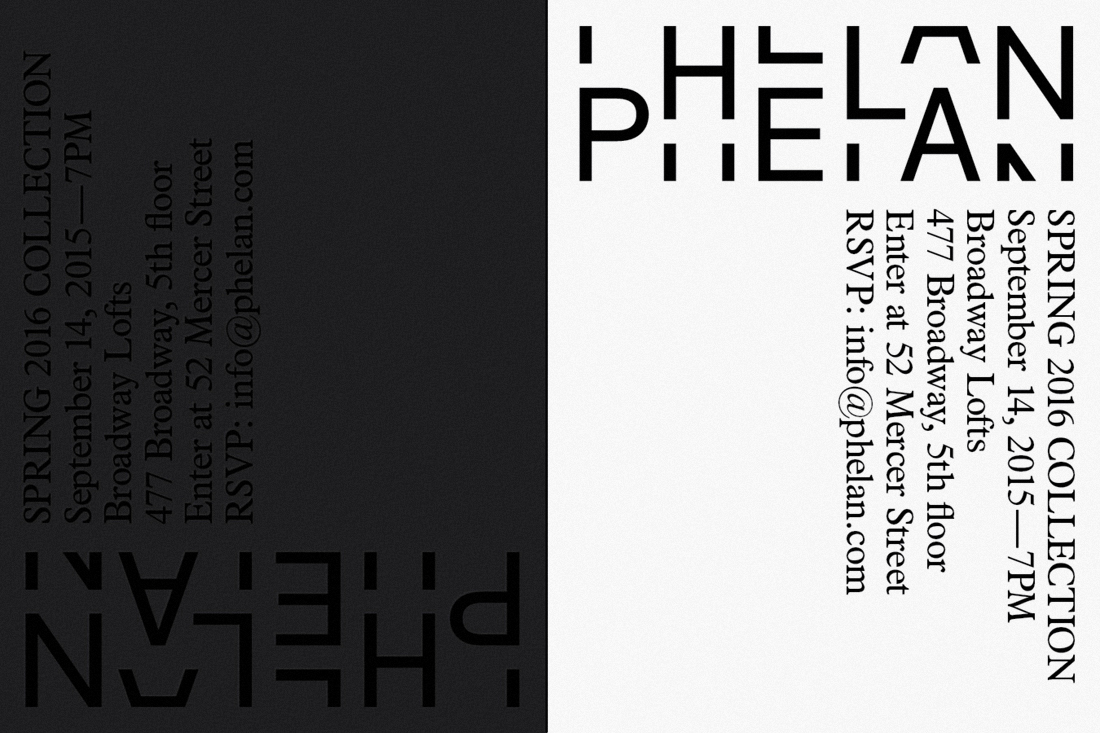 SPRING 2016 COLLECTION
September 14, 2015—7PM
Broadway Lofts
477 Broadway, 5th floor
Enter at 52 Mercer Street
RSVP: info@phelan.com
PHELAN
PHELAN
SPRING 2016 COLLECTION
September 14, 2015—7PM
Broadway Lofts
477 Broadway, 5th floor
Enter at 52 Mercer Street
RSVP: info@phelan.com